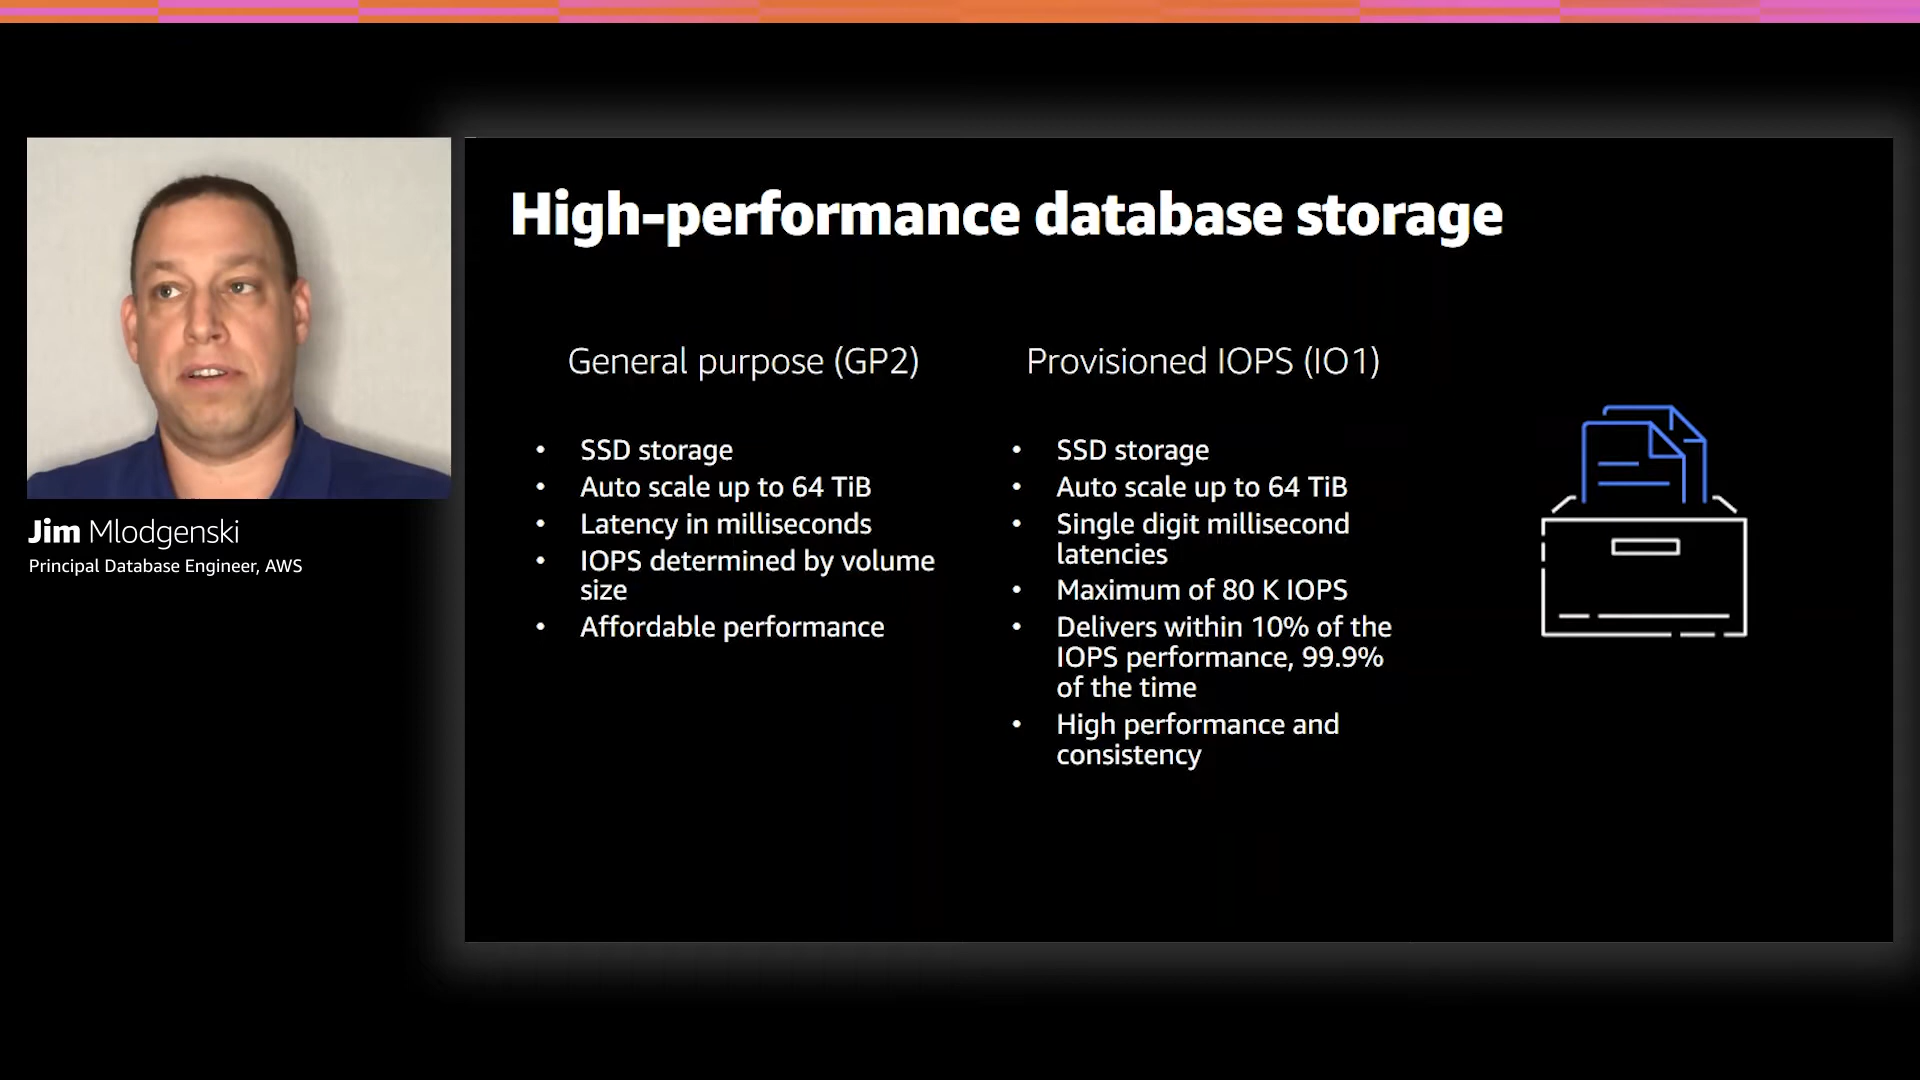 High-performance database storage
Jim Mlodgenski
Principal Database Engineer, AWS
General purpose (GP2)
• SSD storage
• Auto scale up to 64 TiB
• Latency in milliseconds
• IOPS determined by volume
size
• Affordable performance
Provisioned IOPS (IO1)
• SSD storage
• Auto scale up to 64 TiB
• Single digit millisecond
latencies
• Maximum of 80 K IOPS
• Delivers within 10% of the
IOPS performance, 99.9%
of the time
• High performance and
consistency